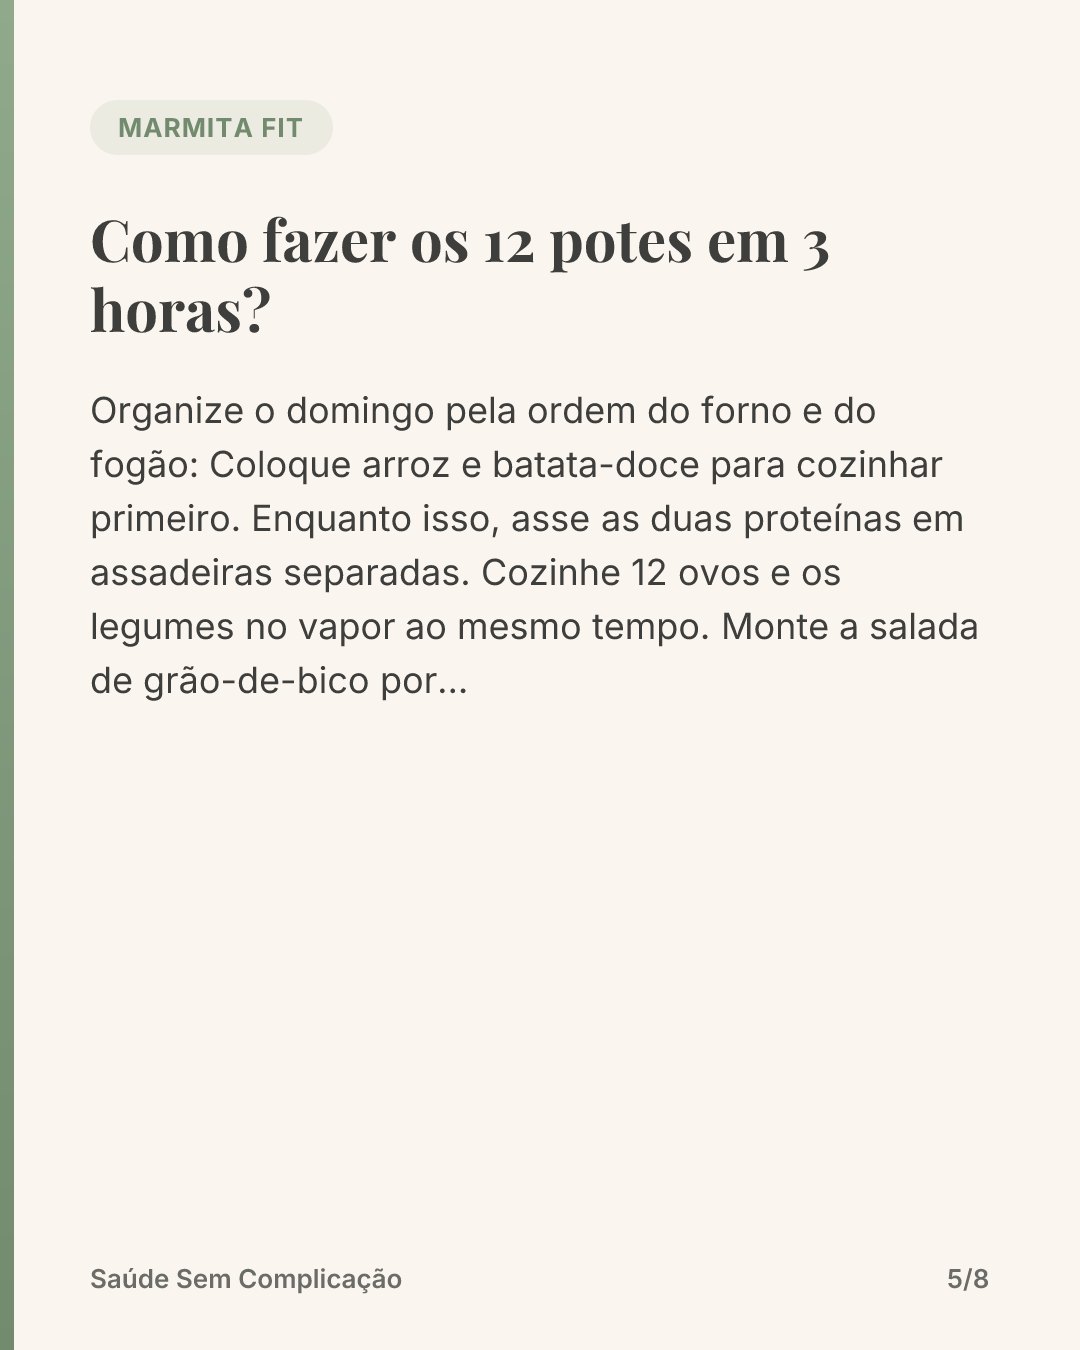 MARMITA FIT
Como fazer os 12 potes em 3
horas?
Organize o domingo pela ordem do forno e do
fogão: Coloque arroz e batata-doce para cozinhar
primeiro. Enquanto isso, asse as duas proteínas em
assadeiras separadas. Cozinhe 12 ovos e os
legumes no vapor ao mesmo tempo. Monte a salada
de grão-de-bico por...
Saúde Sem Complicação
5/8